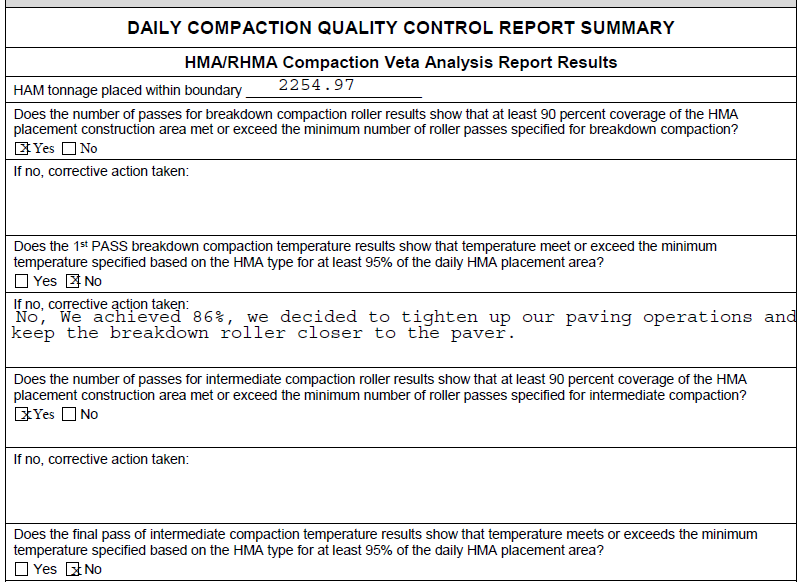 DAILY COMPACTION QUALITY CONTROL REPORT SUMMARY
HMA/RHMA Compaction Veta Analysis Report Results
HAM tonnage placed within boundary 2254.97
Does the number of passes for breakdown compaction roller results show that at least 90 percent coverage of the HMA
placement construction area met or exceed the minimum number of roller passes specified for breakdown compaction?
☒ Yes ☐ No
If no, corrective action taken:
Does the 1st PASS breakdown compaction temperature results show that temperature meet or exceed the minimum
temperature specified based on the HMA type for at least 95% of the daily HMA placement area?
☐ Yes ☒ No
If no, corrective action taken:
No, We achieved 86%, we decided to tighten up our paving operations and
keep the breakdown roller closer to the paver.
Does the number of passes for intermediate compaction roller results show that at least 90 percent coverage of the HMA
placement construction area met or exceed the minimum number of roller passes specified for intermediate compaction?
☒ Yes ☐ No
If no, corrective action taken:
Does the final pass of intermediate compaction temperature results show that temperature meets or exceeds the minimum
temperature specified based on the HMA type for at least 95% of the daily HMA placement area?
☐ Yes ☒ No